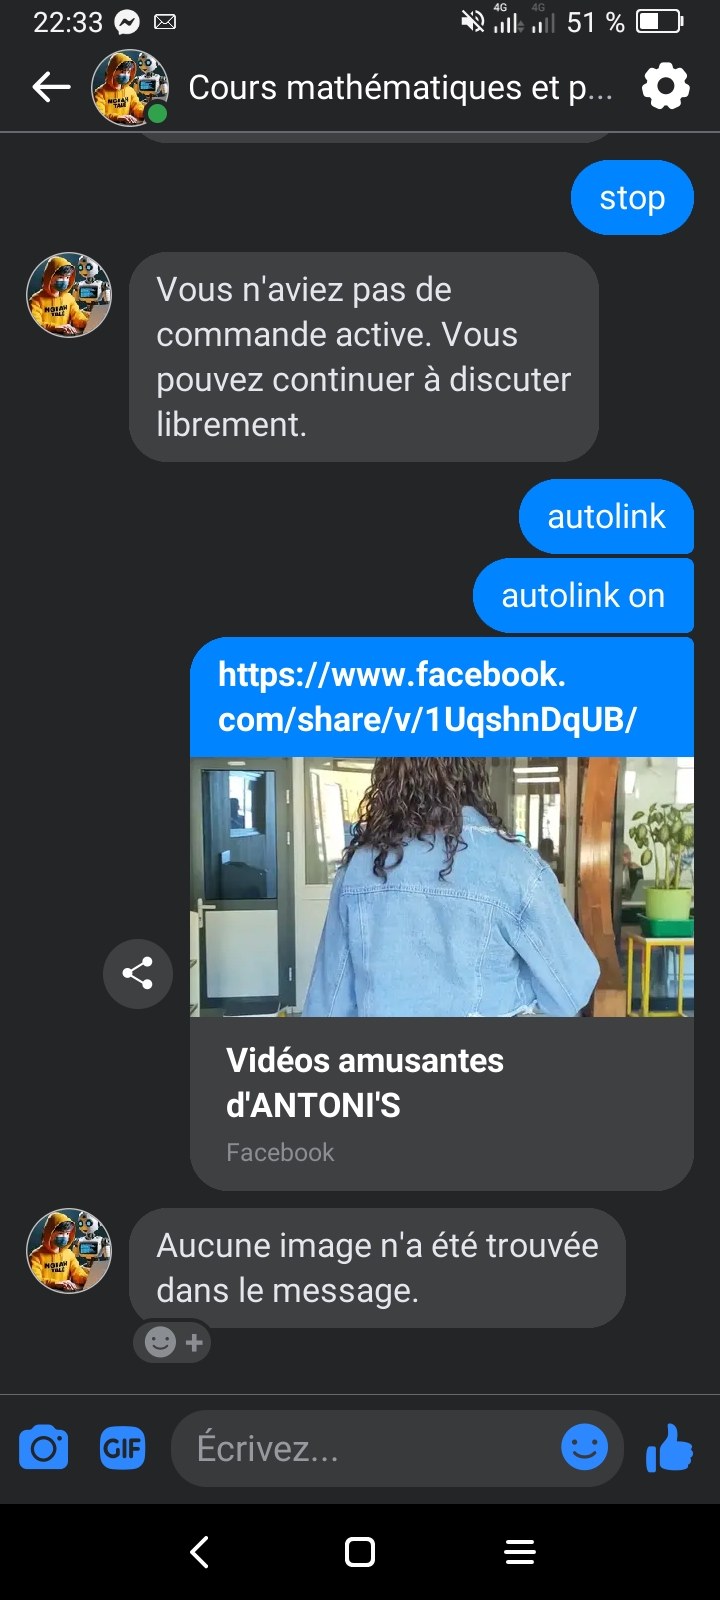 22:33
4G 4G 51 %
Cours mathématiques et p...
stop
Vous n'aviez pas de
commande active. Vous
pouvez continuer à discuter
librement.
autolink
autolink on
https://www.facebook.
com/share/v/1UqshnDqUB/
Vidéos amusantes
d'ANTONI'S
Facebook
Aucune image n'a été trouvée
dans le message.
GIF
Écrivez...